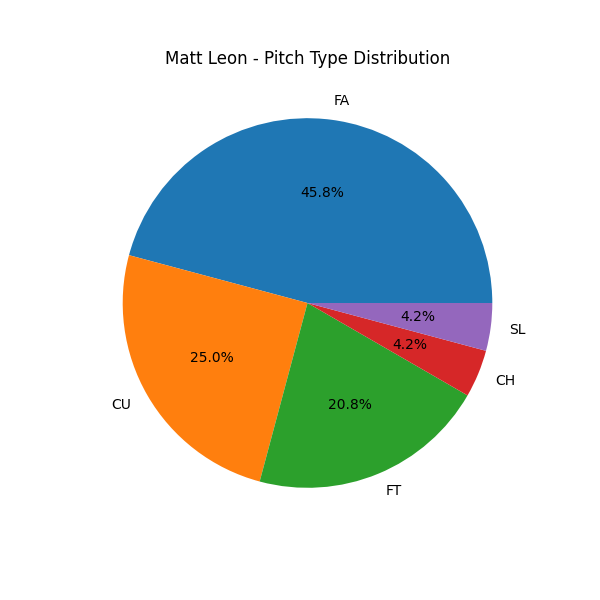 Matt Leon - Pitch Type Distribution
FA
45.8%
4.2%
SL
4.2%
25.0%
CH
CU
20.8%
FT